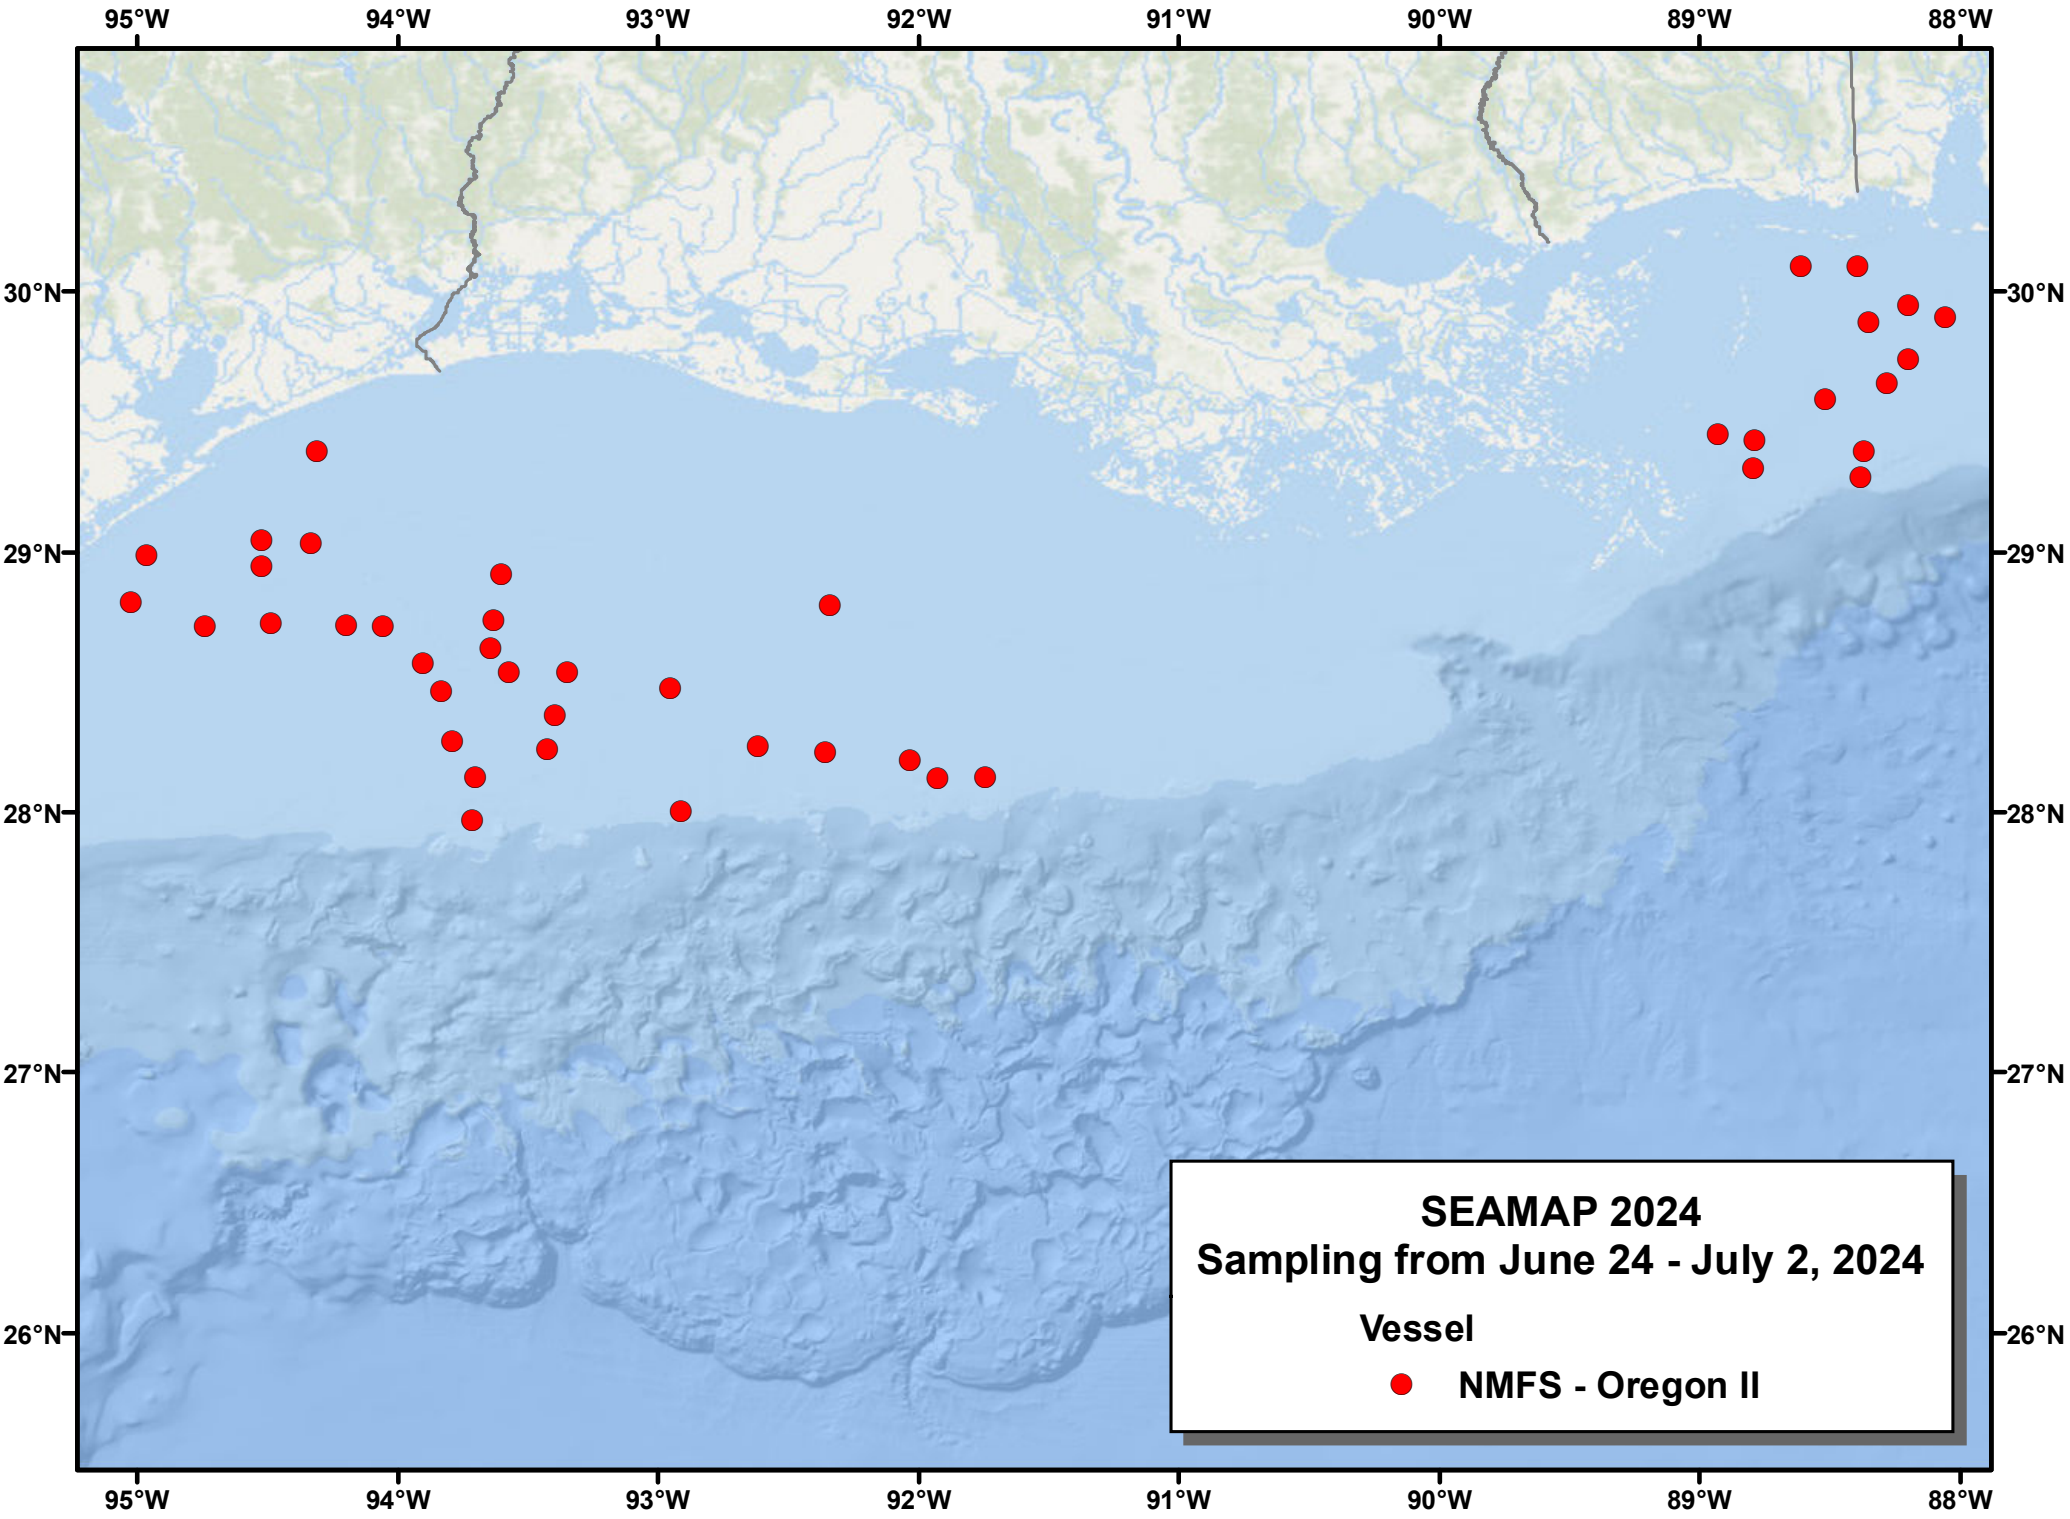 95°W 94°W 93°W 92°W 91°W 90°W 89°W 88°W
30°N 30°N
29°N 29°N
28°N 28°N
27°N 27°N
SEAMAP 2024
Sampling from June 24 - July 2, 2024
Vessel
26°N 26°N
NMFS - Oregon II
95°W 94°W 93°W 92°W 91°W 90°W 89°W 88°W